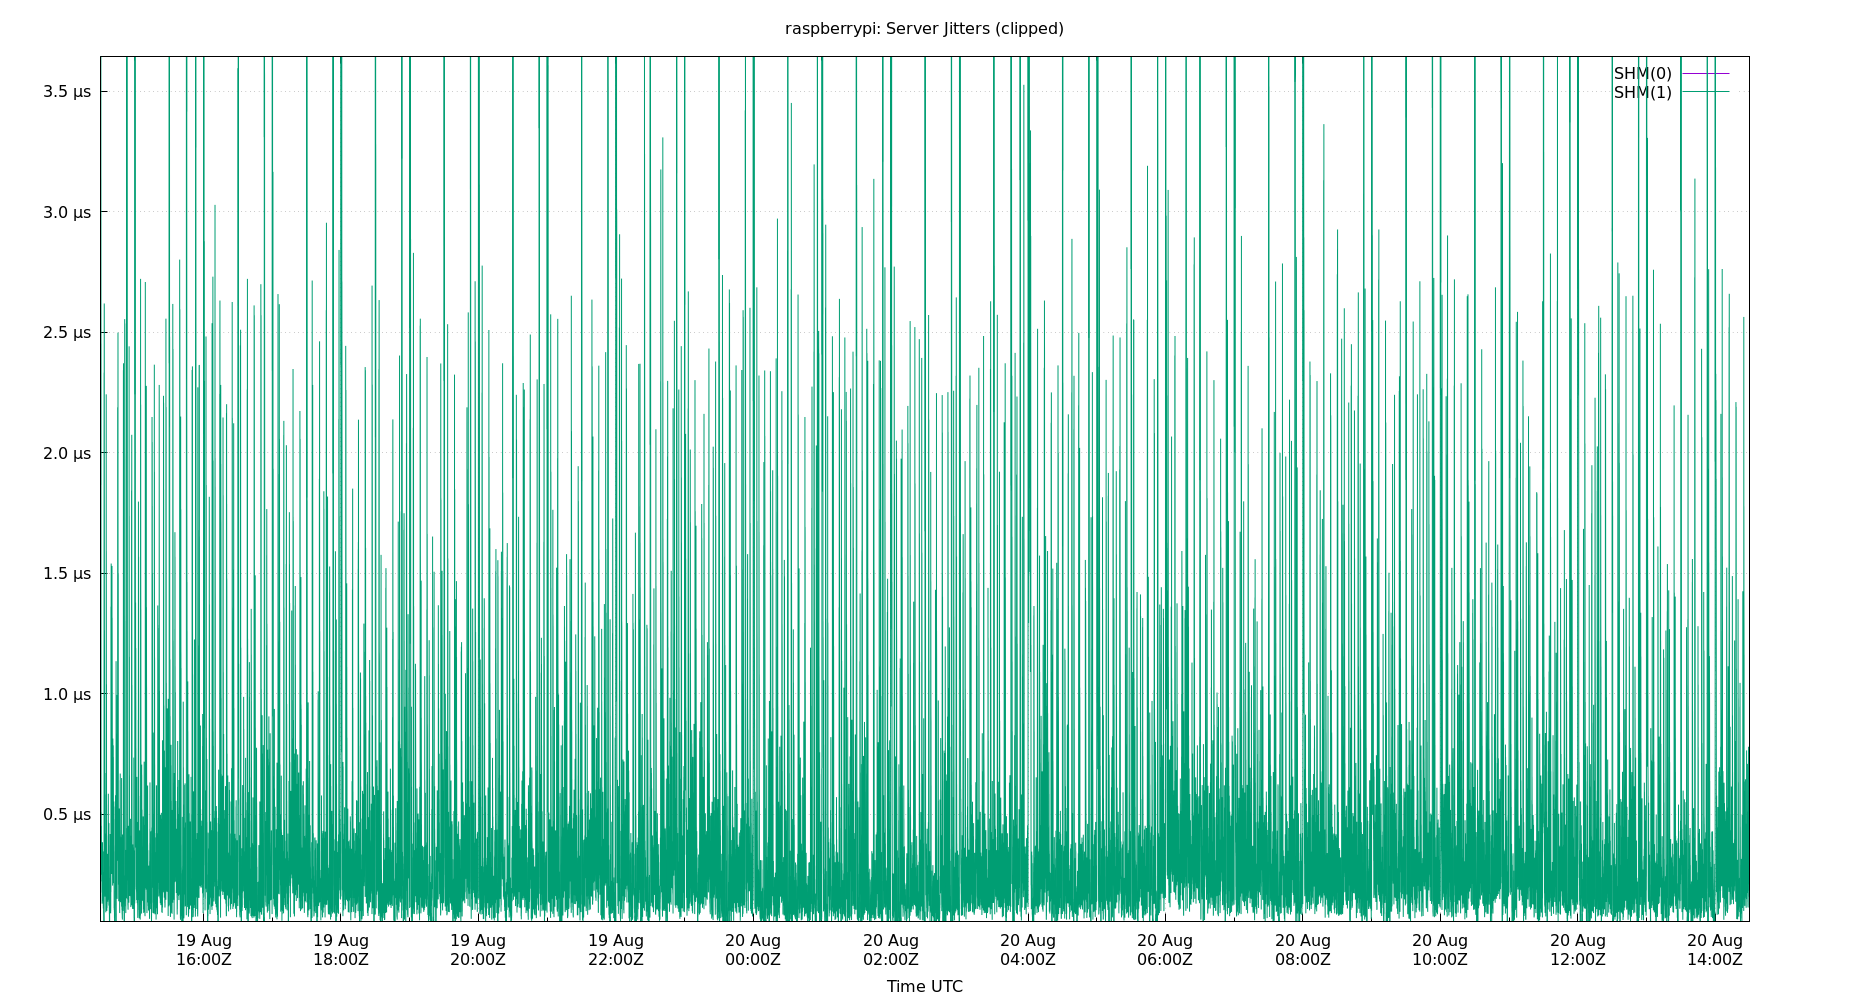 raspberrypi: Server Jitters (clipped)
SHM(0)
SHM(1)
3.5 μs
3.0 μs
2.5 μs
2.0 μs
1.5 μs
1.0 μs
0.5 μs
19 Aug 19 Aug 19 Aug 19 Aug 20 Aug 20 Aug 20 Aug 20 Aug 20 Aug 20 Aug 20 Aug 20 Aug
16:00Z 18:00Z 20:00Z 22:00Z 00:00Z 02:00Z 04:00Z 06:00Z 08:00Z 10:00Z 12:00Z 14:00Z
Time UTC